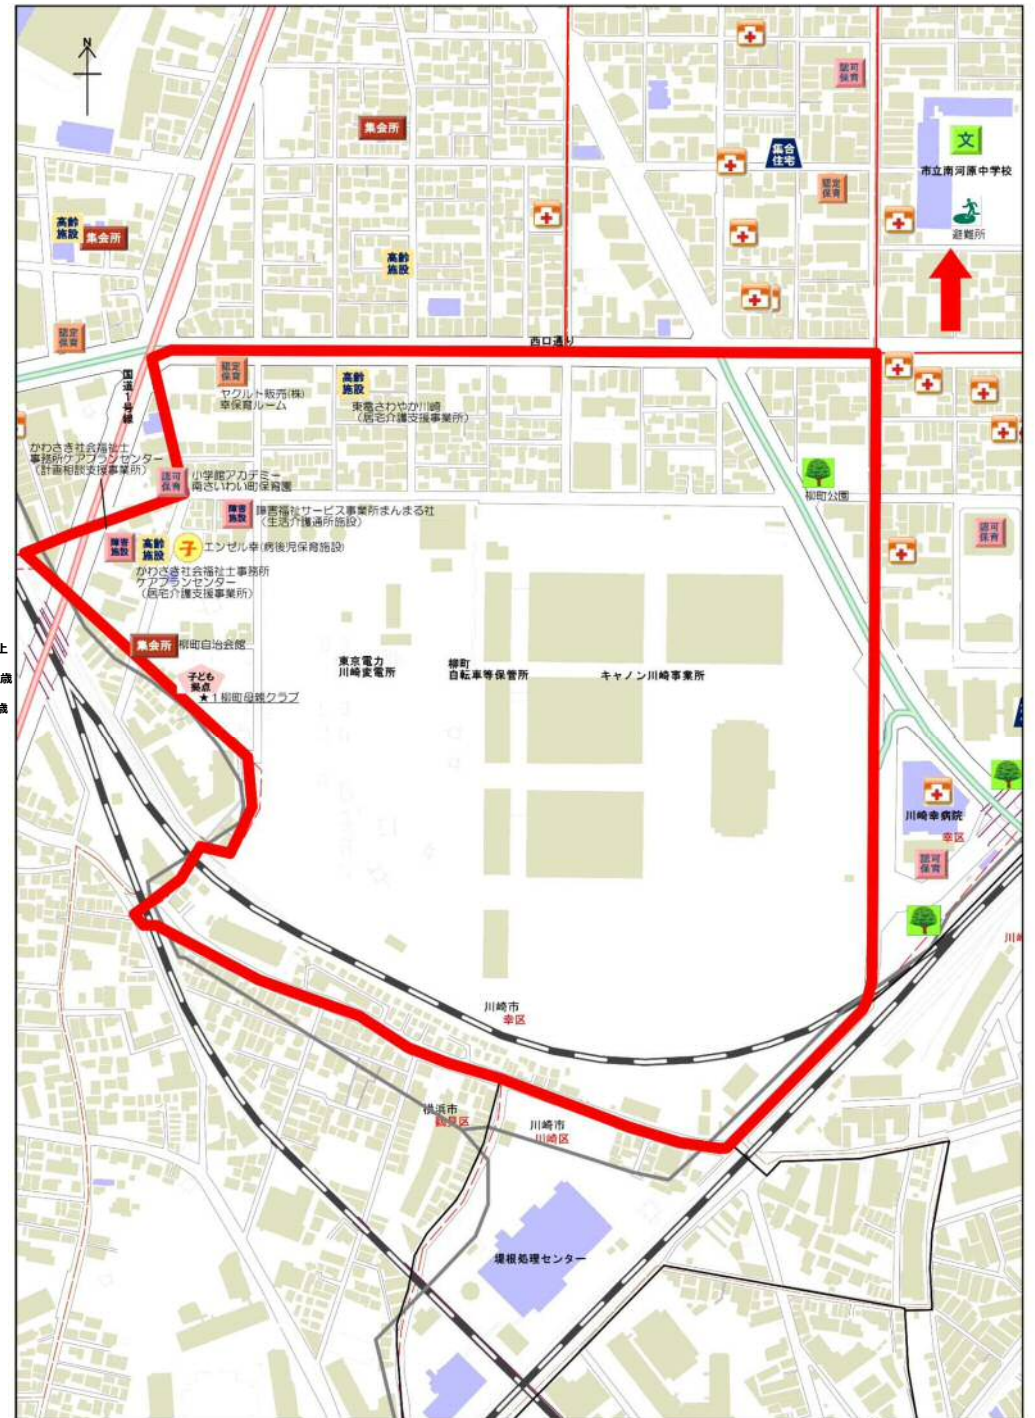 N
集会所
認可
保育
文
市立南河原中学校
集合
住宅
認定
保育
避難所
高齢
施設
集会所
高齢
施設
認定
保育
西口通り
国道1号線
認定
保育
ヤクルト販売(株)
幸保育ルーム
高齢
施設
東電さわやか川崎
(居宅介護支援事業所)
かわさき社会福祉士
事務所ケアプランセンター
(計画相談支援事業所)
認可
保育
小学館アカデミー
南さいわい町保育園
柳町公園
障害
施設
障害福祉サービス事業所まんまる社
(生活介護通所施設)
認可
保育
障害
施設
高齢
施設
子
エンゼル幸(病後児保育施設)
かわさき社会福祉士事務所
ケアプランセンター
(居宅介護支援事業所)
集会所
柳町自治会館
上
歳
歳
子ども
拠点
★1柳町母親クラブ
東京電力
川崎変電所
柳町
自転車等保管所
キャノン川崎事業所
川崎幸病院
幸区
認可
保育
川崎
川崎市
幸区
横浜市
鶴見区
川崎市
川崎区
堤根処理センター